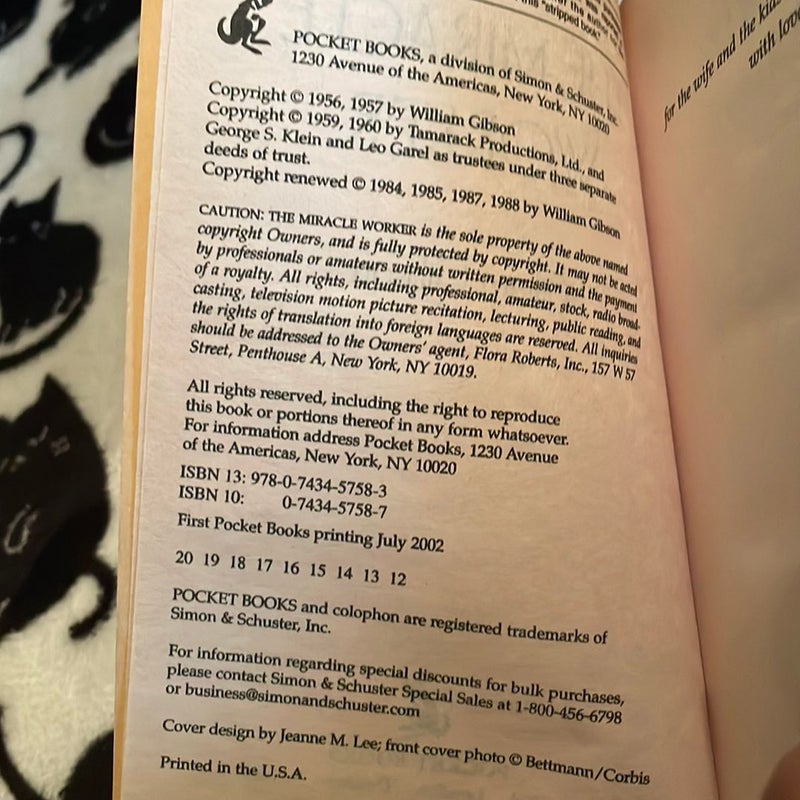 this "stripped book"
POCKET BOOKS, a division of Simon & Schuster, Inc.
1230 Avenue of the Americas, New York, NY 10020
Copyright © 1956, 1957 by William Gibson
Copyright © 1959, 1960 by Tamarack Productions, Ltd., and
George S. Klein and Leo Garel as trustees under three separate
deeds of trust.
Copyright renewed © 1984, 1985, 1987, 1988 by William Gibson
CAUTION: THE MIRACLE WORKER is the sole property of the above named
copyright Owners, and is fully protected by copyright. It may not be acted
by professionals or amateurs without written permission and the payment
of a royalty. All rights, including professional, amateur, stock, radio broad-
casting, television motion picture recitation, lecturing, public reading, and
the rights of translation into foreign languages are reserved. All inquiries
should be addressed to the Owners' agent, Flora Roberts, Inc., 157 W 57
Street, Penthouse A, New York, NY 10019.
All rights reserved, including the right to reproduce
this book or portions thereof in any form whatsoever.
For information address Pocket Books, 1230 Avenue
of the Americas, New York, NY 10020
ISBN 13: 978-0-7434-5758-3
ISBN 10: 0-7434-5758-7
First Pocket Books printing July 2002
20 19 18 17 16 15 14 13 12
POCKET BOOKS and colophon are registered trademarks of
Simon & Schuster, Inc.
For information regarding special discounts for bulk purchases,
please contact Simon & Schuster Special Sales at 1-800-456-6798
or business@simonandschuster.com
Cover design by Jeanne M. Lee; front cover photo © Bettmann/Corbis
Printed in the U.S.A.
for the wife and the kids
with love